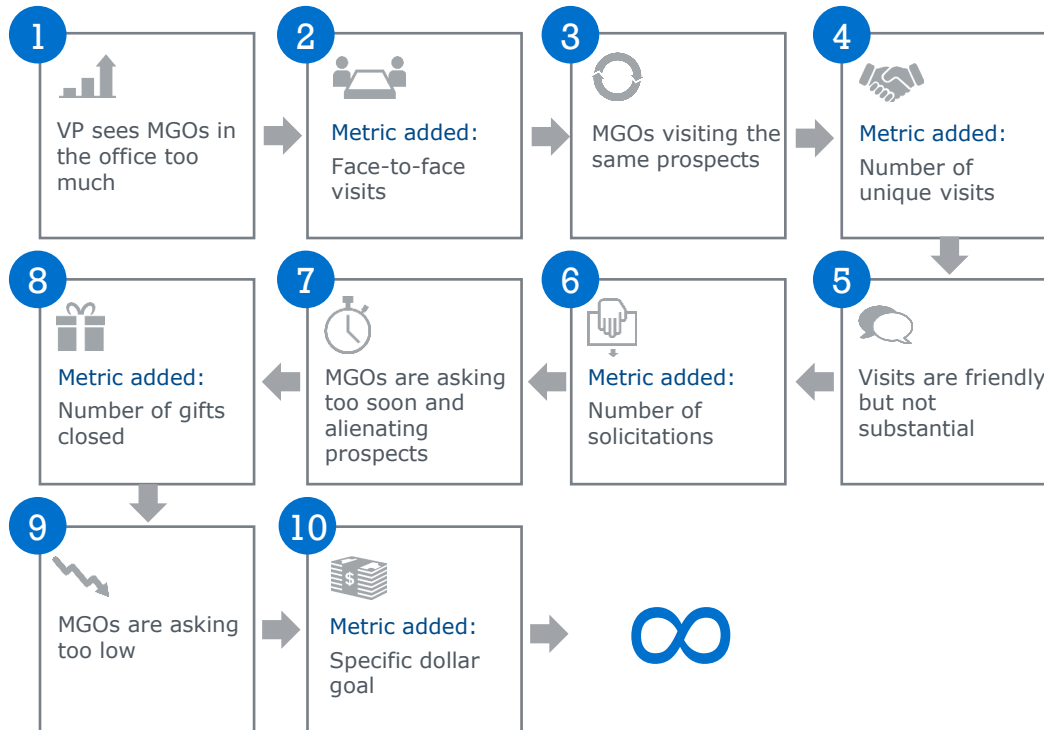 1
VP sees MGOs in
the office too
much
2
Metric added:
Face-to-face
visits
3
MGOs visiting the
same prospects
4
Metric added:
Number of
unique visits
5
Visits are friendly
but not
substantial
6
Metric added:
Number of
solicitations
7
MGOs are asking
too soon and
alienating
prospects
8
Metric added:
Number of gifts
closed
9
MGOs are asking
too low
10
$
Metric added:
Specific dollar
goal
∞